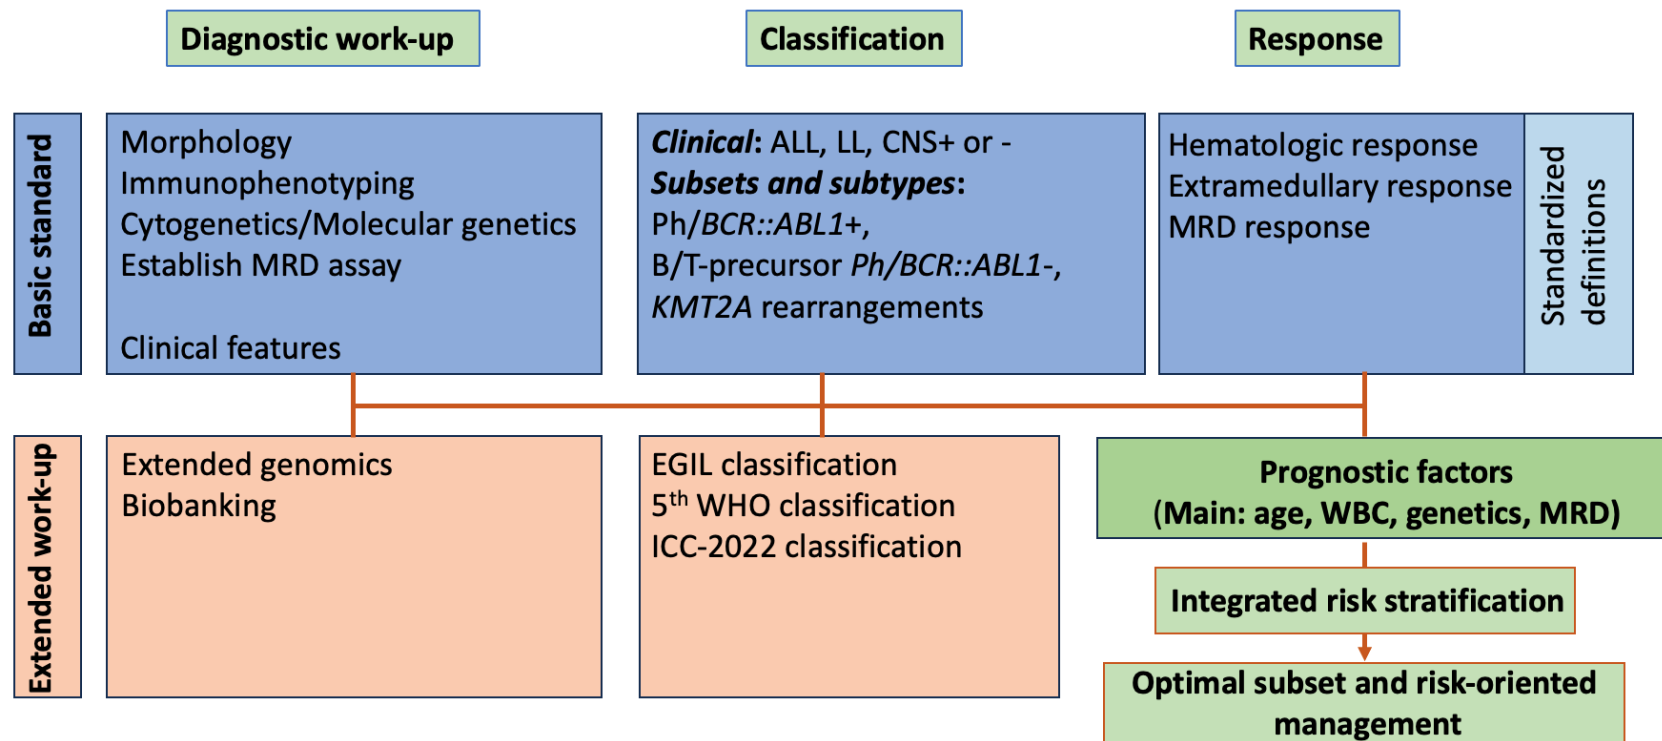 Diagnostic work-up
Classification
Response
Basic standard
Morphology
Immunophenotyping
Cytogenetics/Molecular genetics
Establish MRD assay
Clinical features
Clinical: ALL, LL, CNS+ or -
Subsets and subtypes:
Ph/BCR::ABL1+,
B/T-precursor Ph/BCR::ABL1-,
KMT2A rearrangements
Hematologic response
Extramedullary response
MRD response
Standardized
definitions
Extended work-up
Extended genomics
Biobanking
EGIL classification
5th WHO classification
ICC-2022 classification
Prognostic factors
(Main: age, WBC, genetics, MRD)
Integrated risk stratification
Optimal subset and risk-oriented
management